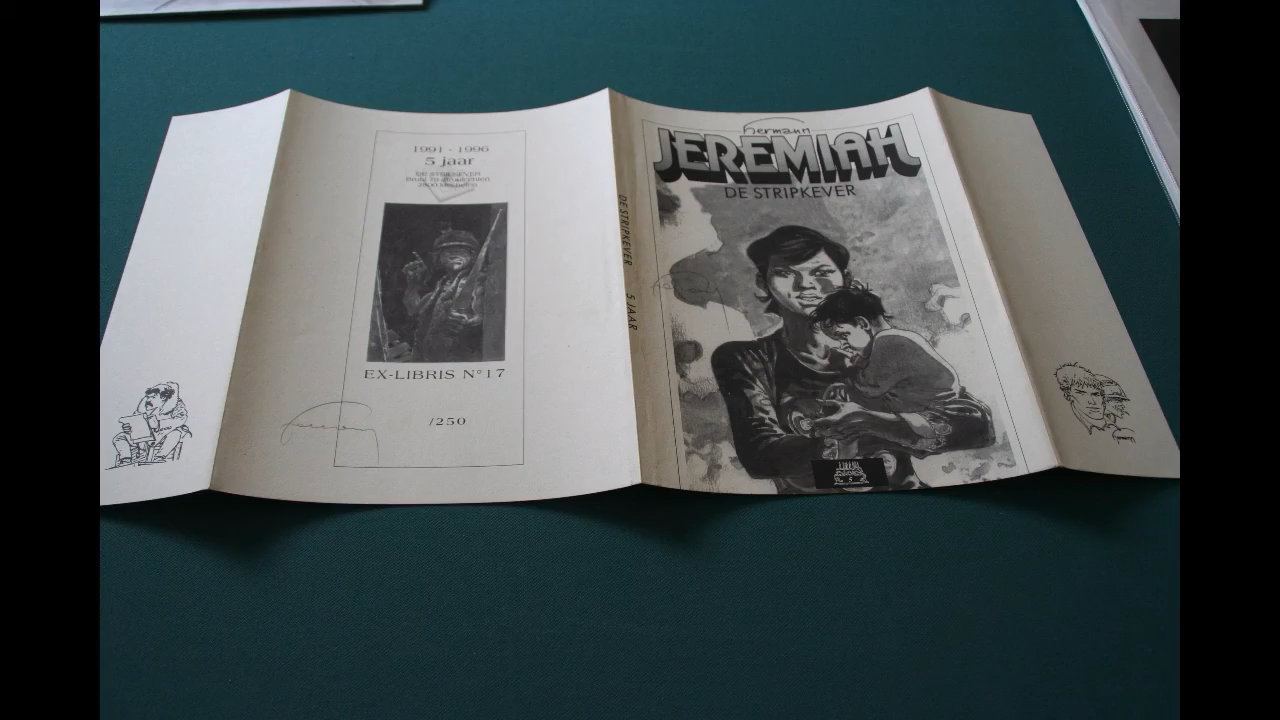 1991 - 1996
5 jaar
DE STRIPKEVER
EX-LIBRIS N°17
/250
DE STRIPKEVER 5 JAAR
Hermann
JEREMIAH
DE STRIPKEVER